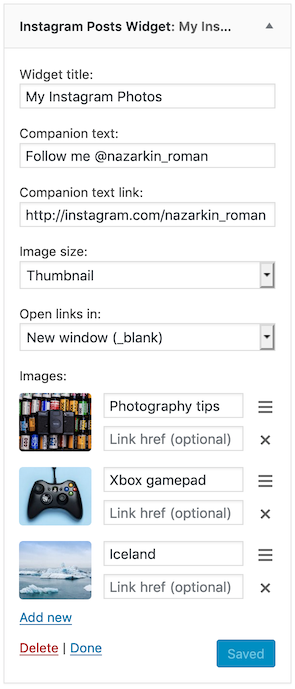 Instagram Posts Widget: My Ins...
Widget title:
My Instagram Photos
Companion text:
Follow me @nazarkin_roman
Companion text link:
http://instagram.com/nazarkin_roman
Image size:
Thumbnail
Open links in:
New window (_blank)
Images:
Photography tips
Link href (optional)
Xbox gamepad
Link href (optional)
Iceland
Link href (optional)
Add new
Delete | Done
Saved